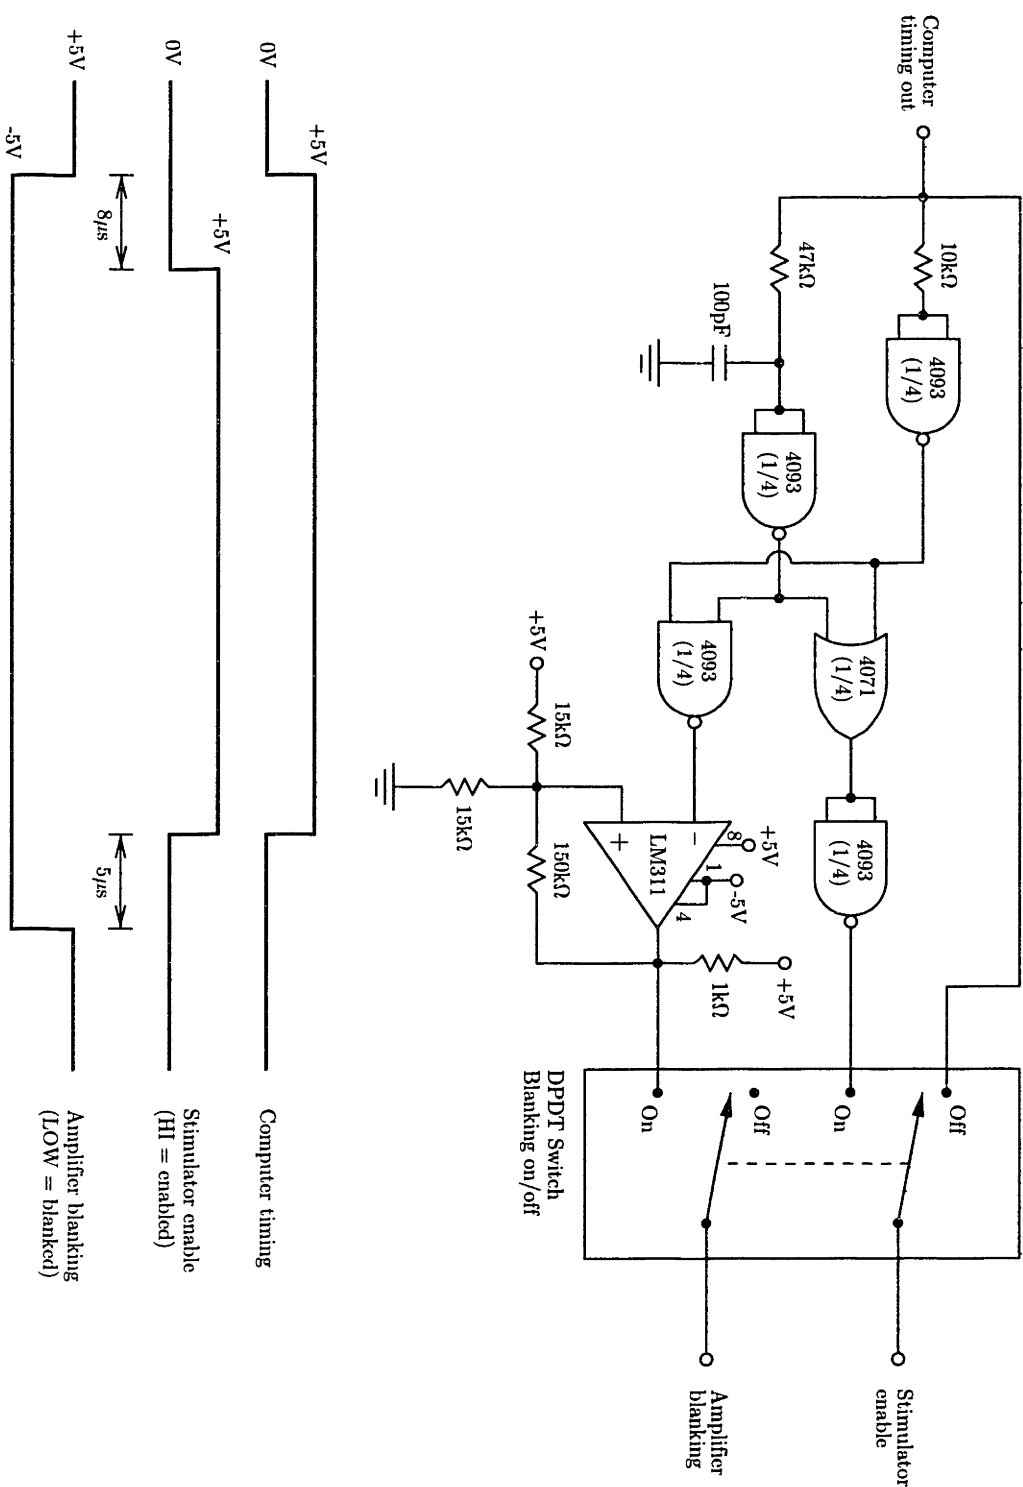 Computer
timing out
10kΩ
4093
(1/4)
47kΩ
100pF
4093
(1/4)
4071
(1/4)
4093
(1/4)
4093
(1/4)
+5V
15kΩ
15kΩ
150kΩ
−
+
LM311
8
+5V
1
-5V
4
1kΩ
+5V
Off
On
Off
On
DPDT Switch
Blanking on/off
Stimulator
enable
Amplifier
blanking
0V
+5V
Computer timing
0V
+5V
Stimulator enable
(HI = enabled)
8μs
5μs
+5V
-5V
Amplifier blanking
(LOW = blanked)